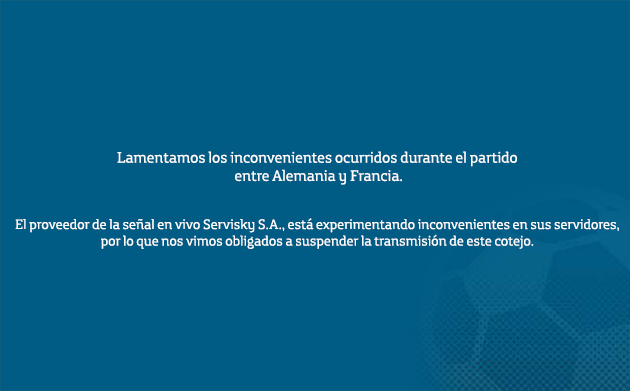 Lamentamos los inconvenientes ocurridos durante el partido
entre Alemania y Francia.
El proveedor de la señal en vivo Servisky S.A., está experimentando inconvenientes en sus servidores,
por lo que nos vimos obligados a suspender la transmisión de este cotejo.